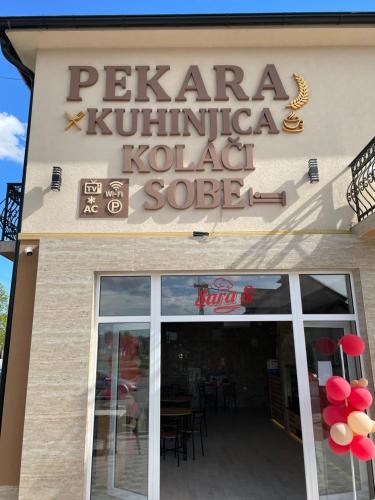 PEKARA
KUHINJICA
KOLAČI
SOBE
TV Wi-Fi
AC P
Sara's